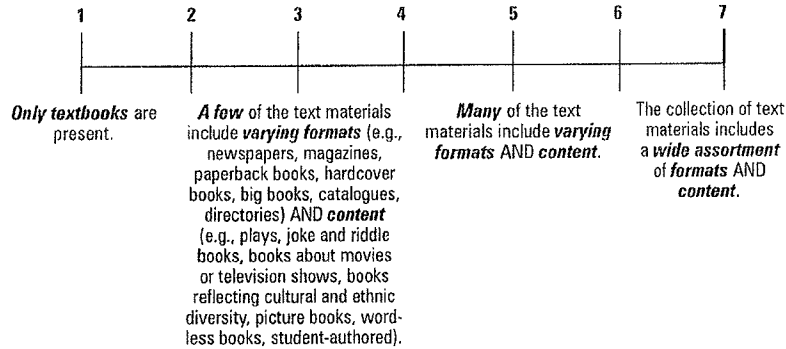 1 2 3 4 5 6 7
Only textbooks are
present.
A few of the text materials
include varying formats (e.g.,
newspapers, magazines,
paperback books, hardcover
books, big books, catalogues,
directories) AND content
(e.g., plays, joke and riddle
books, books about movies
or television shows, books
reflecting cultural and ethnic
diversity, picture books, word-
less books, student-authored).
Many of the text
materials include varying
formats AND content.
The collection of text
materials includes
a wide assortment
of formats AND
content.